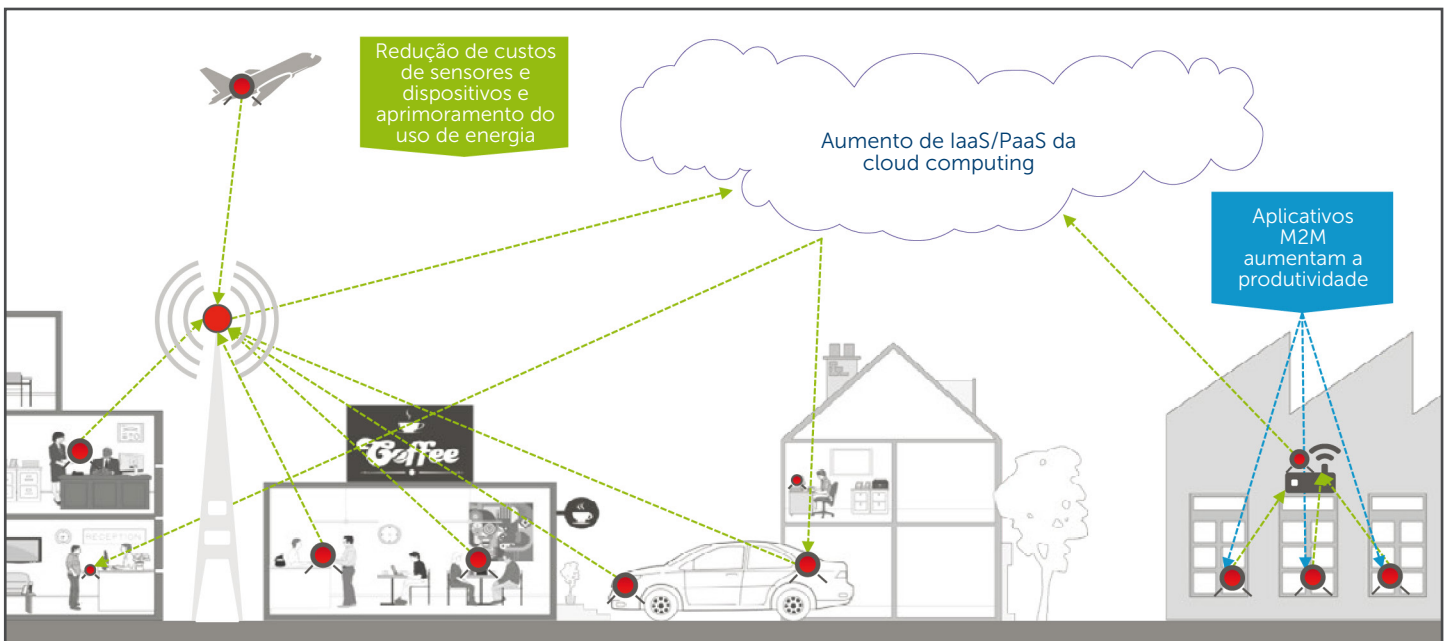 Redução de custos
de sensores e
dispositivos e
aprimoramento do
uso de energia
Aumento de IaaS/PaaS da
cloud computing
Aplicativos
M2M
aumentam a
produtividade
Coffee
RECEPTION